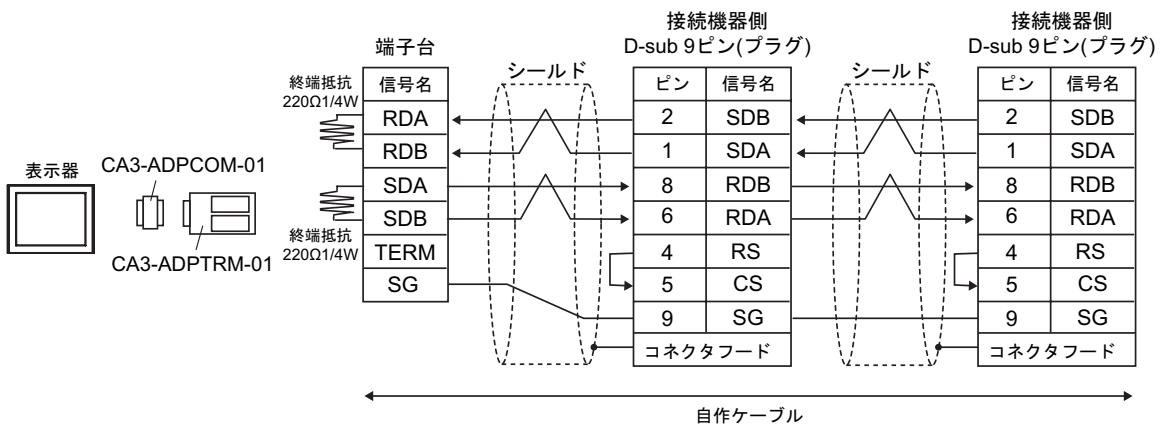 接続機器側
D-sub 9ピン(プラグ)
接続機器側
D-sub 9ピン(プラグ)
端子台
シールド
シールド
終端抵抗
220Ω1/4W
信号名
ピン 信号名
ピン 信号名
RDA
2 SDB
2 SDB
RDB
1 SDA
1 SDA
表示器
CA3-ADPCOM-01
SDA
8 RDB
8 RDB
SDB
6 RDA
6 RDA
終端抵抗
220Ω1/4W
TERM
4 RS
4 RS
CA3-ADPTRM-01
SG
5 CS
5 CS
9 SG
9 SG
コネクタフード
コネクタフード
自作ケーブル